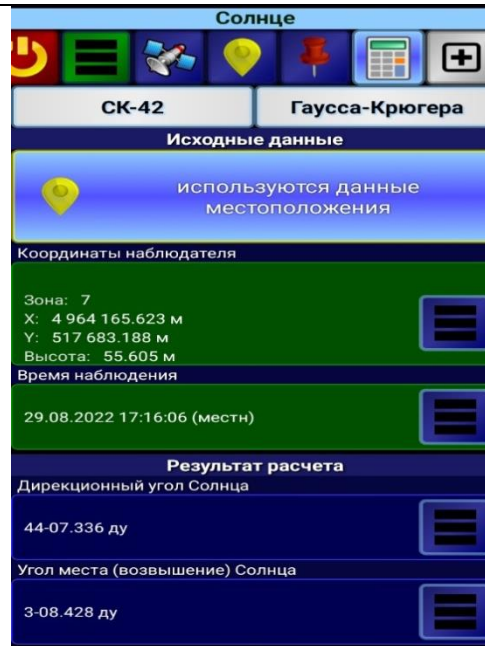 Солнце
СК-42
Гаусса-Крюгера
Исходные данные
используются данные
местоположения
Координаты наблюдателя
Зона: 7
X: 4 964 165.623 м
Y: 517 683.188 м
Высота: 55.605 м
Время наблюдения
29.08.2022 17:16:06 (местн)
Результат расчета
Дирекционный угол Солнца
44-07.336 ду
Угол места (возвышение) Солнца
3-08.428 ду